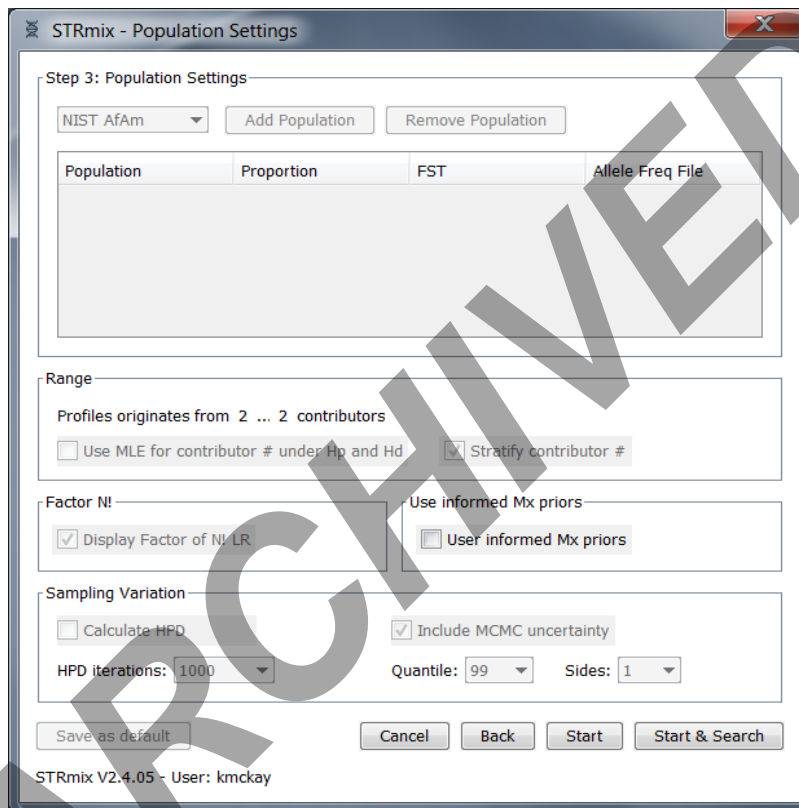 STRmix - Population Settings
Step 3: Population Settings
NIST AfAm Add Population Remove Population
Population Proportion FST Allele Freq File
Range
Profiles originates from 2 ... 2 contributors
Use MLE for contributor # under Hp and Hd Stratify contributor #
Factor N! Use informed Mx priors
Display Factor of N! LR User informed Mx priors
Sampling Variation
Calculate HPD Include MCMC uncertainty
HPD iterations: 1000 Quantile: 99 Sides: 1
Save as default Cancel Back Start Start & Search
STRmix V2.4.05 - User: kmckay
ARCHIVED